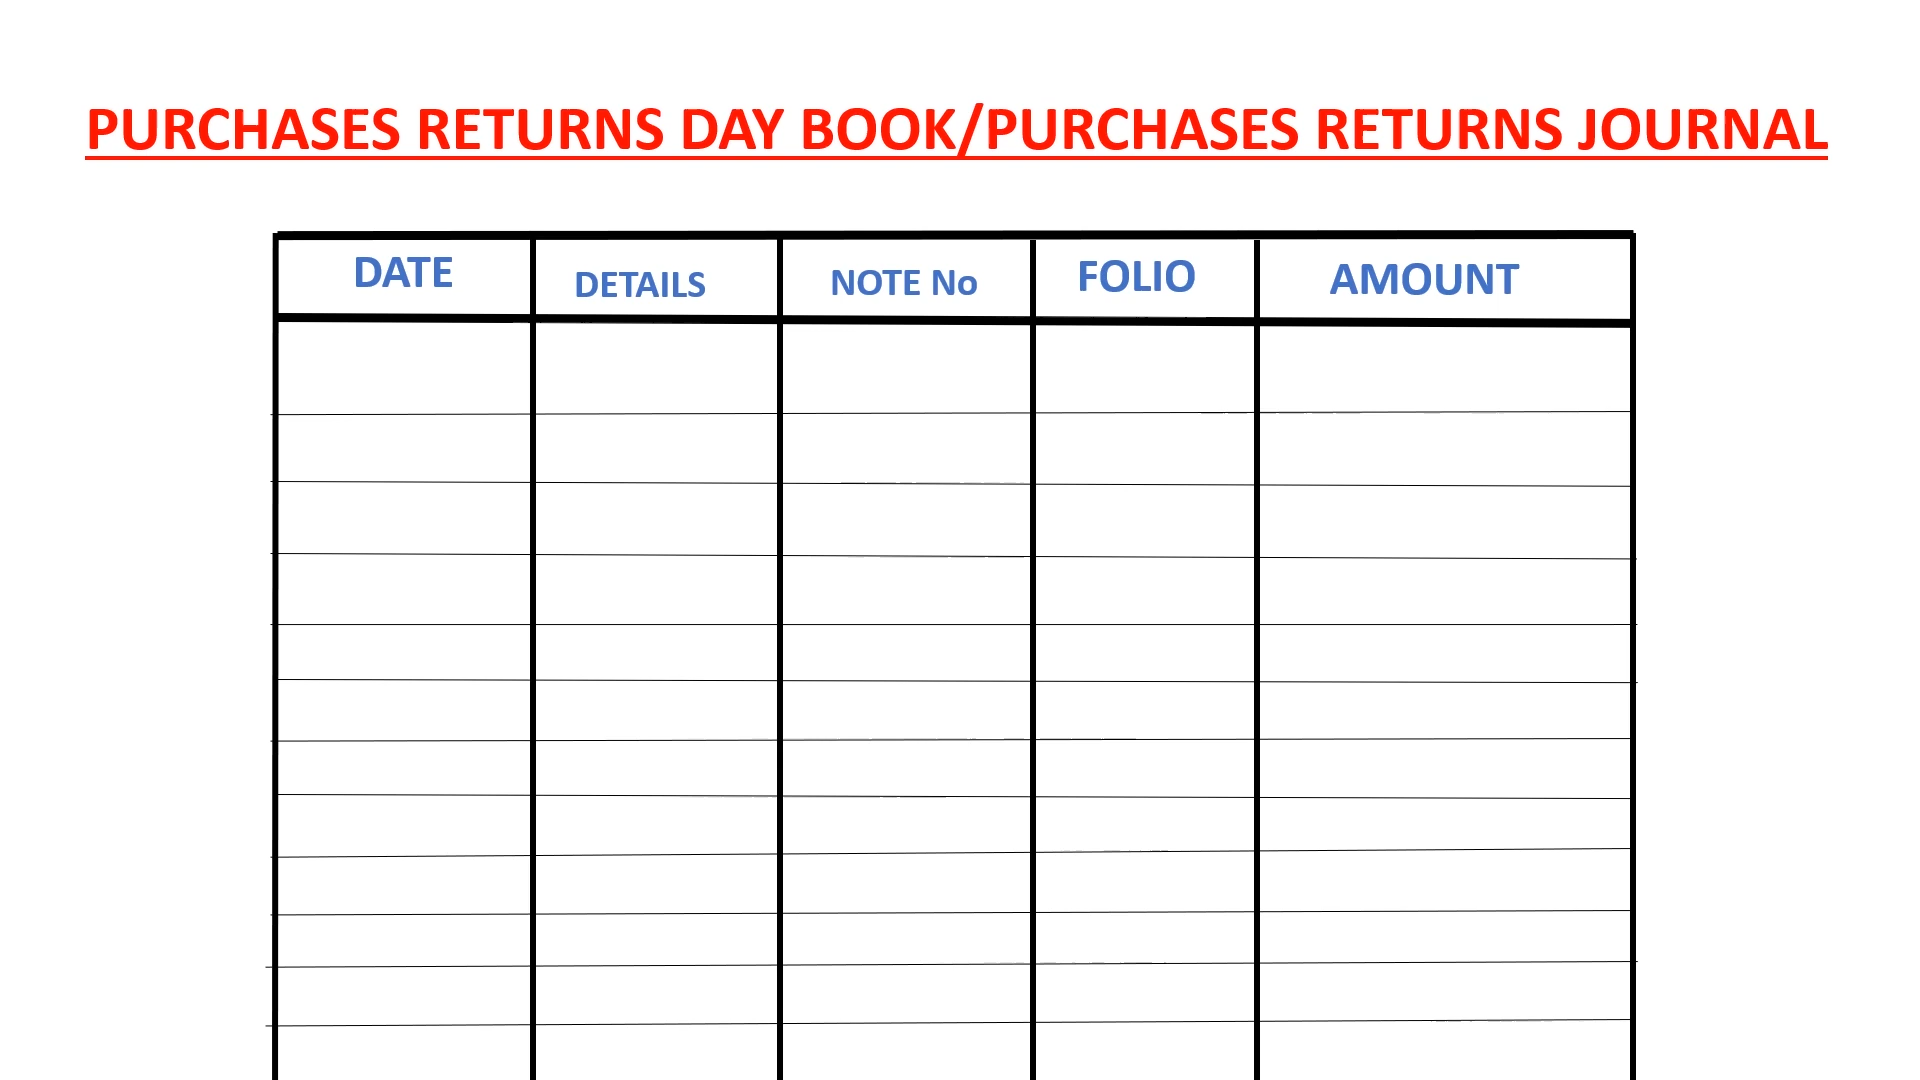 PURCHASES RETURNS DAY BOOK/PURCHASES RETURNS JOURNAL
DATE DETAILS NOTE No FOLIO AMOUNT